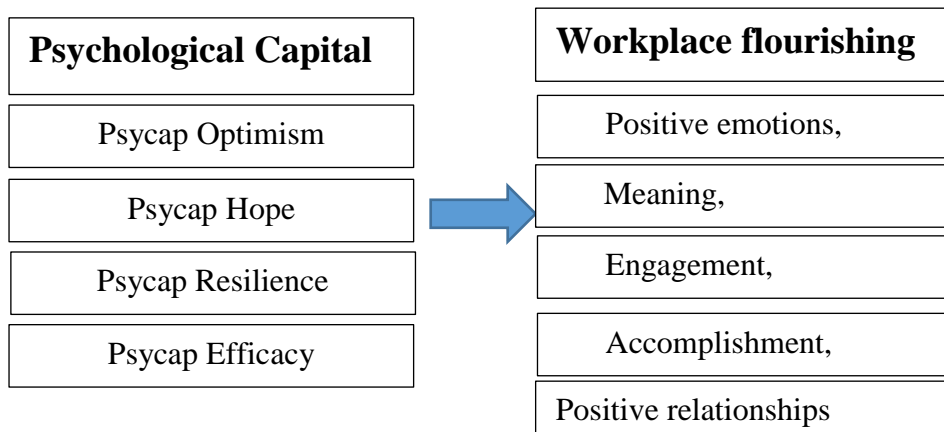 Psychological Capital
Psycap Optimism
Psycap Hope
Psycap Resilience
Psycap Efficacy
Workplace flourishing
Positive emotions,
Meaning,
Engagement,
Accomplishment,
Positive relationships